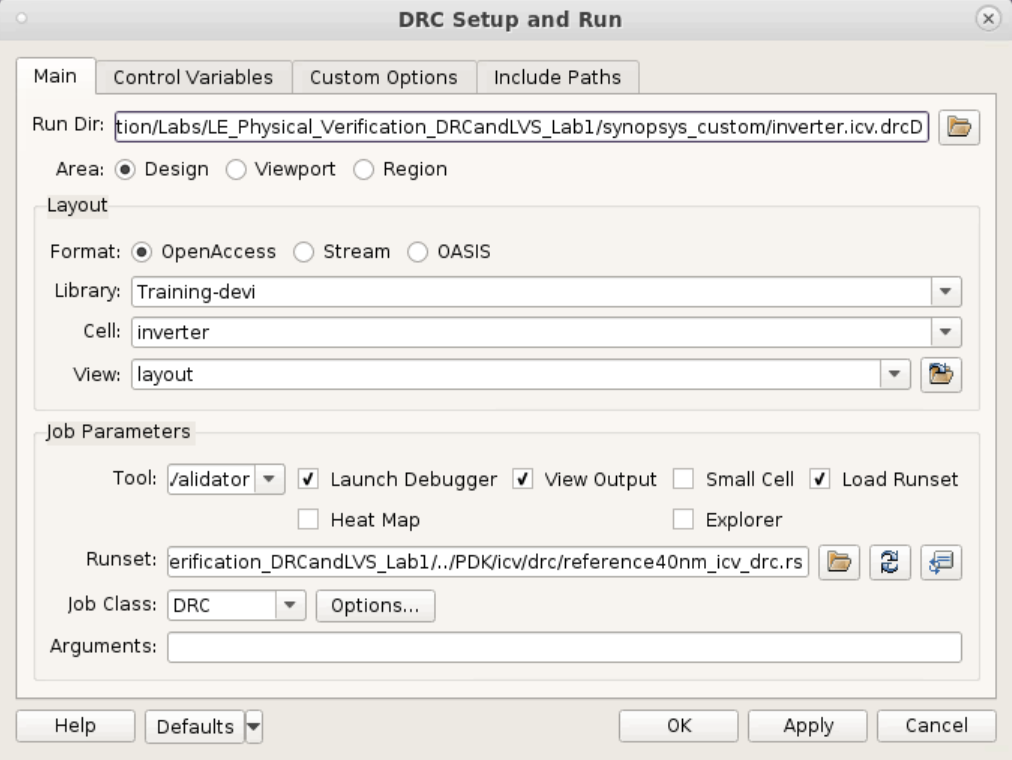 DRC Setup and Run
Main Control Variables Custom Options Include Paths
Run Dir: tion/Labs/LE_Physical_Verification_DRCandLVS_Lab1/synopsys_custom/inverter.icv.drcD
Area: Design Viewport Region
Layout
Format: OpenAccess Stream OASIS
Library: Training-devi
Cell: inverter
View: layout
Job Parameters
Tool: /alidator Launch Debugger View Output Small Cell Load Runset
Heat Map Explorer
Runset: erification_DRCandLVS_Lab1/../PDK/icv/drc/reference40nm_icv_drc.rs
Job Class: DRC Options...
Arguments:
Help Defaults OK Apply Cancel